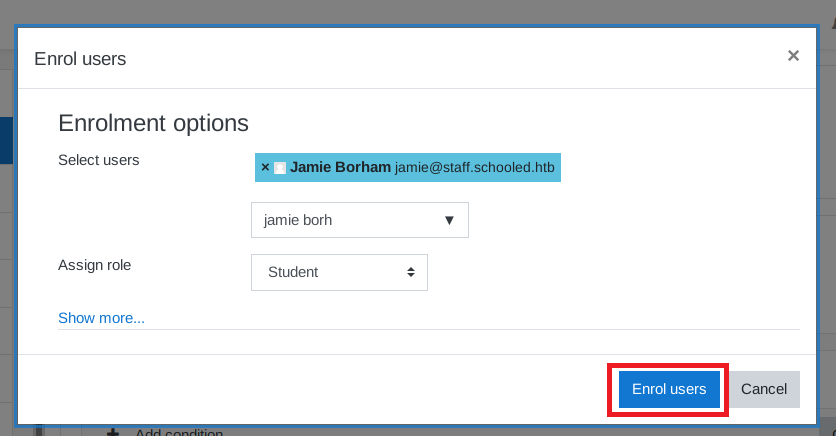 Enrol users
×
Enrolment options
Select users
× Jamie Borham jamie@staff.schooled.htb
jamie borh ▼
Assign role
Student
Show more...
Enrol users
Cancel
Add condition